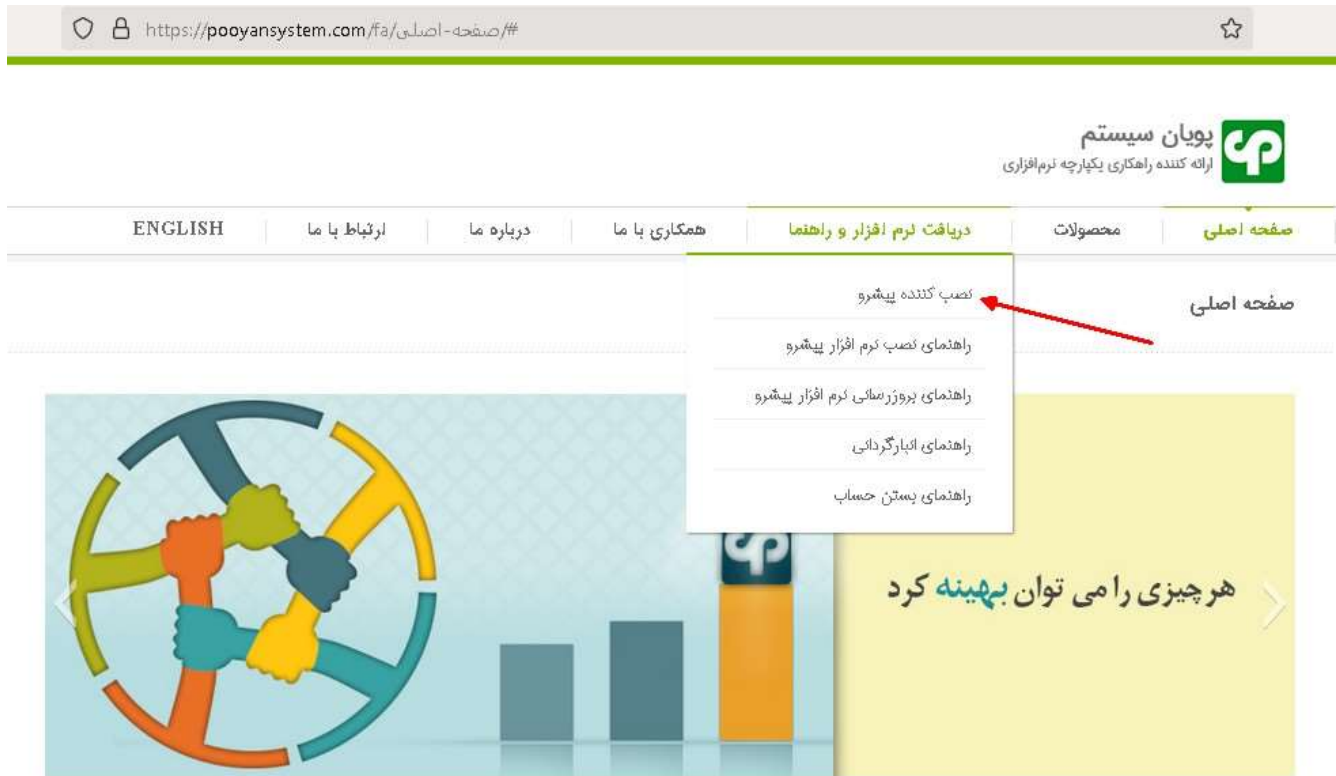 https://pooyansystem.com/fa/صفحه-اصلی/#
پویان سیستم
ارائه کننده راهکاری یکپارچه نرم‌افزاری
صفحه اصلی محصولات دریافت نرم افزار و راهنما همکاری با ما درباره ما ارتباط با ما ENGLISH
نصب کننده پیشرو
صفحه اصلی
راهنمای نصب نرم افزار پیشرو
راهنمای بروزرسانی نرم افزار پیشرو
راهنمای انبارگردانی
راهنمای بستن حساب
هر چیزی را می توان بهینه کرد